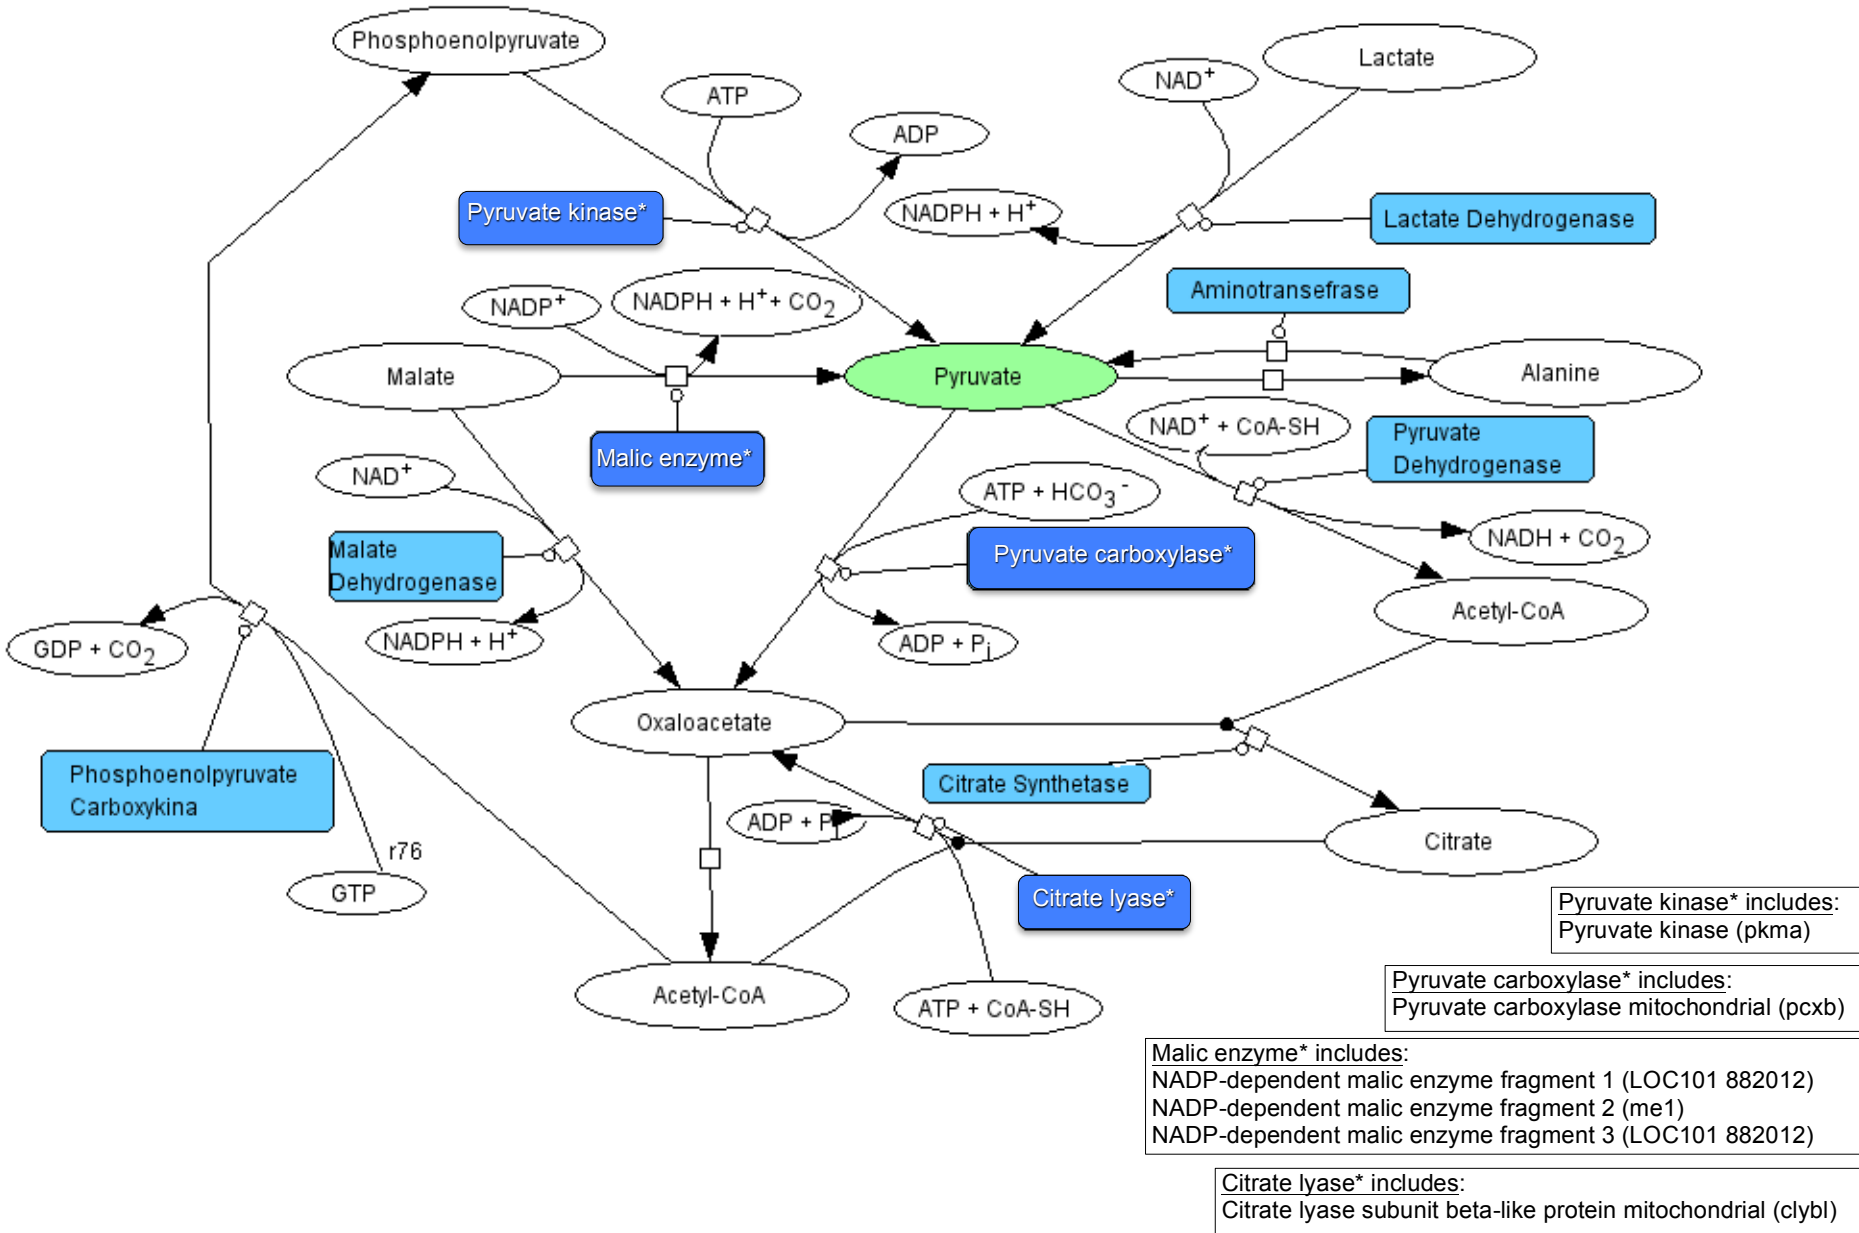 Phosphoenolpyruvate
Lactate
ATP
NAD+
ADP
Pyruvate kinase*
NADPH + H+
Lactate Dehydrogenase
NADP+
NADPH + H+ + CO2
Aminotransefrase
Malate
Pyruvate
Alanine
NAD+ + CoA-SH
Pyruvate
Dehydrogenase
Malic enzyme*
NAD+
ATP + HCO3-
NADH + CO2
Malate
Dehydrogenase
Pyruvate carboxylase*
Acetyl-CoA
GDP + CO2
NADPH + H+
ADP + Pi
Oxaloacetate
Phosphoenolpyruvate
Carboxykina
Citrate Synthetase
ADP + Pi
Citrate
r76
GTP
Citrate lyase*
Acetyl-CoA
ATP + CoA-SH
Pyruvate kinase* includes:
Pyruvate kinase (pkma)
Pyruvate carboxylase* includes:
Pyruvate carboxylase mitochondrial (pcxb)
Malic enzyme* includes:
NADP-dependent malic enzyme fragment 1 (LOC101 882012)
NADP-dependent malic enzyme fragment 2 (me1)
NADP-dependent malic enzyme fragment 3 (LOC101 882012)
Citrate lyase* includes:
Citrate lyase subunit beta-like protein mitochondrial (clybl)